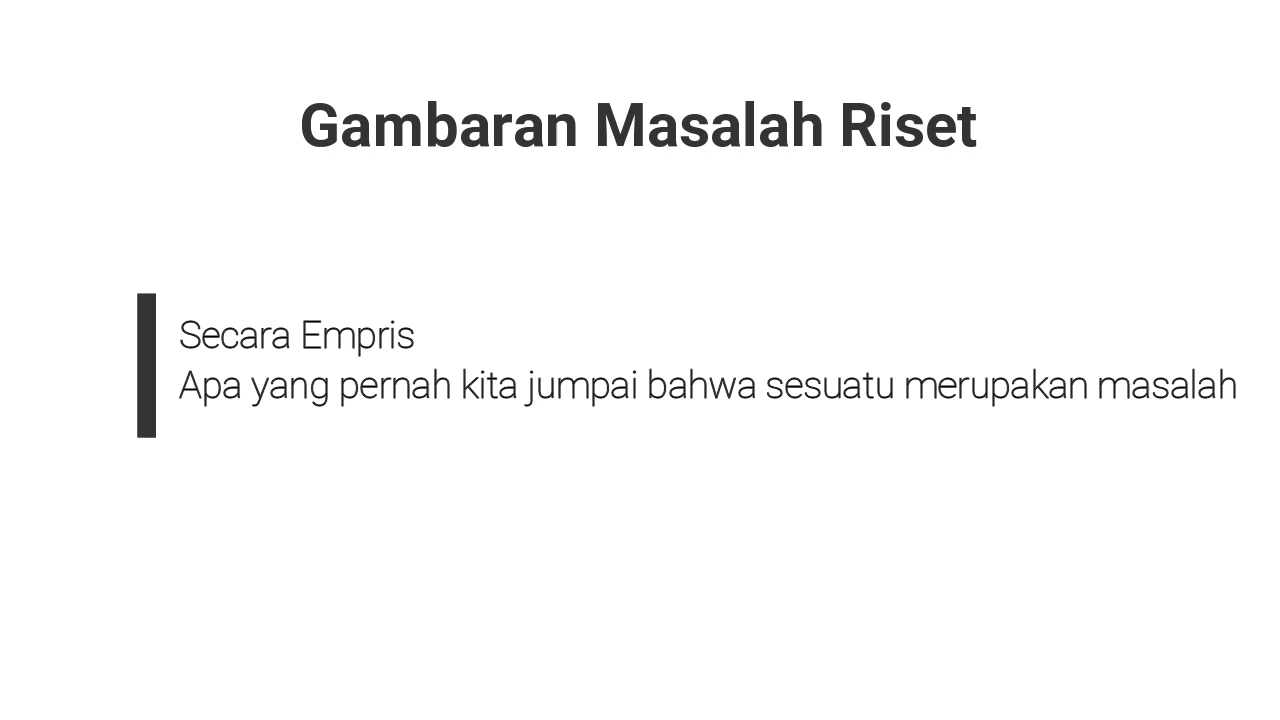 Gambaran Masalah Riset
Secara Empris
Apa yang pernah kita jumpai bahwa sesuatu merupakan masalah